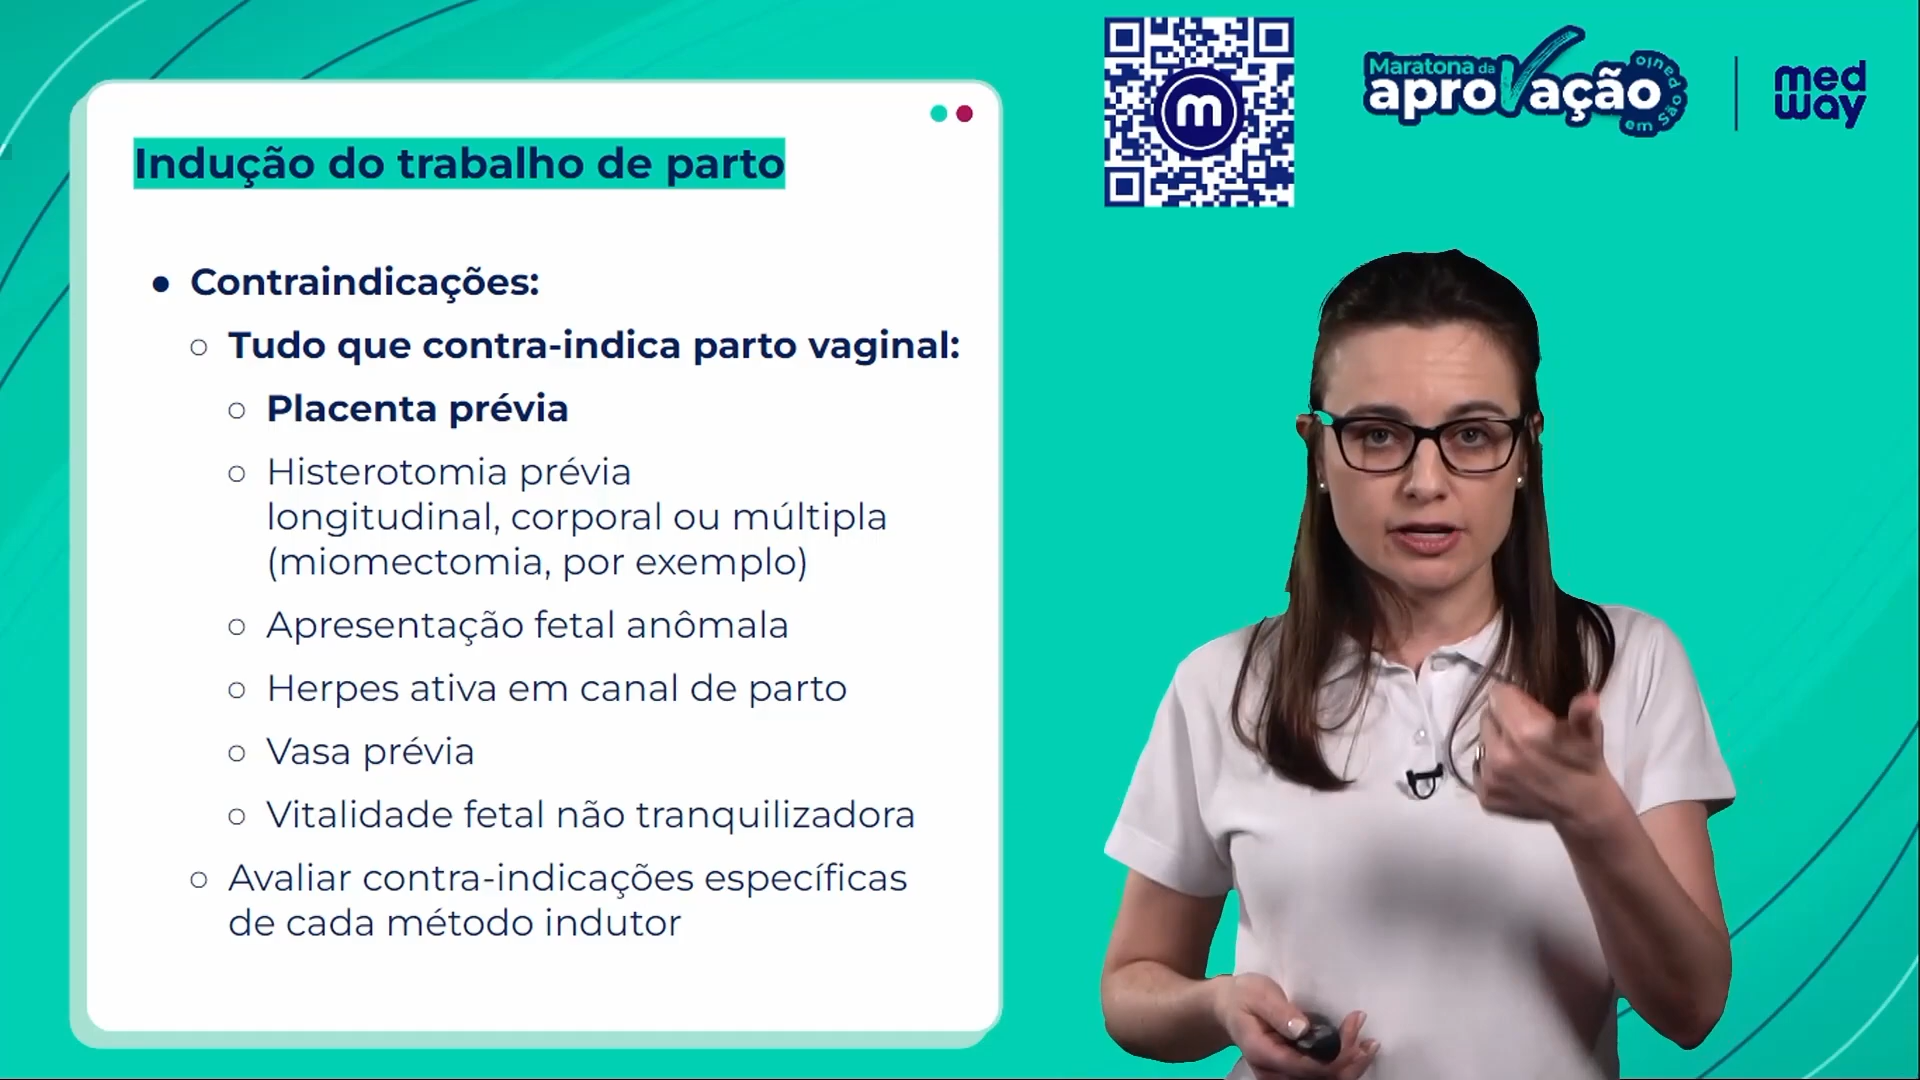 Indução do trabalho de parto
● Contraindicações:
○ Tudo que contra-indica parto vaginal:
○ Placenta prévia
○ Histerotomia prévia
longitudinal, corporal ou múltipla
(miomectomia, por exemplo)
○ Apresentação fetal anômala
○ Herpes ativa em canal de parto
○ Vasa prévia
○ Vitalidade fetal não tranquilizadora
○ Avaliar contra-indicações específicas
de cada método indutor
m
Maratona da
aproVação
em São Paulo
med
way